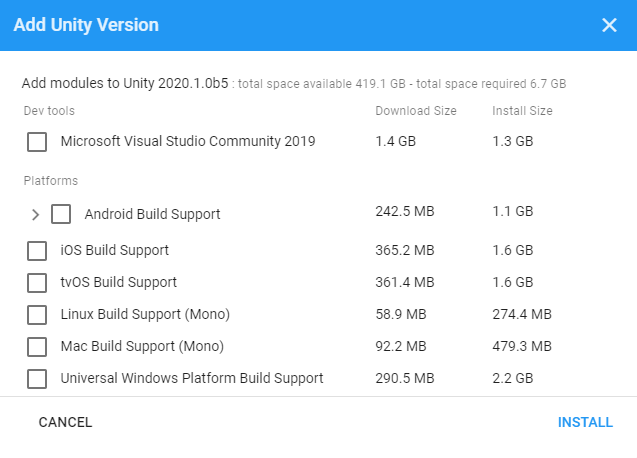 Add Unity Version
Add modules to Unity 2020.1.0b5 : total space available 419.1 GB - total space required 6.7 GB
Dev tools Download Size Install Size
Microsoft Visual Studio Community 2019 1.4 GB 1.3 GB
Platforms
Android Build Support 242.5 MB 1.1 GB
iOS Build Support 365.2 MB 1.6 GB
tvOS Build Support 361.4 MB 1.6 GB
Linux Build Support (Mono) 58.9 MB 274.4 MB
Mac Build Support (Mono) 92.2 MB 479.3 MB
Universal Windows Platform Build Support 290.5 MB 2.2 GB
CANCEL INSTALL